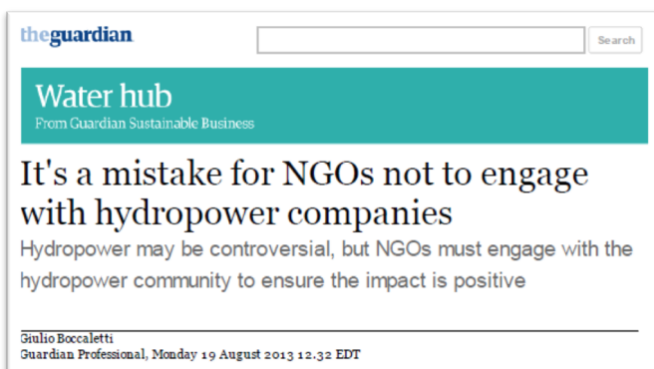 theguardian
Search
Water hub
From Guardian Sustainable Business
It's a mistake for NGOs not to engage
with hydropower companies
Hydropower may be controversial, but NGOs must engage with the
hydropower community to ensure the impact is positive
Giulio Boccaletti
Guardian Professional, Monday 19 August 2013 12.32 EDT